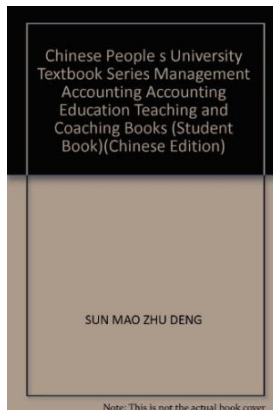 Chinese People s University
Textbook Series Management
Accounting Accounting
Education Teaching and
Coaching Books (Student
Book)(Chinese Edition)
SUN MAO ZHU DENG
Note: This is not the actual book cover